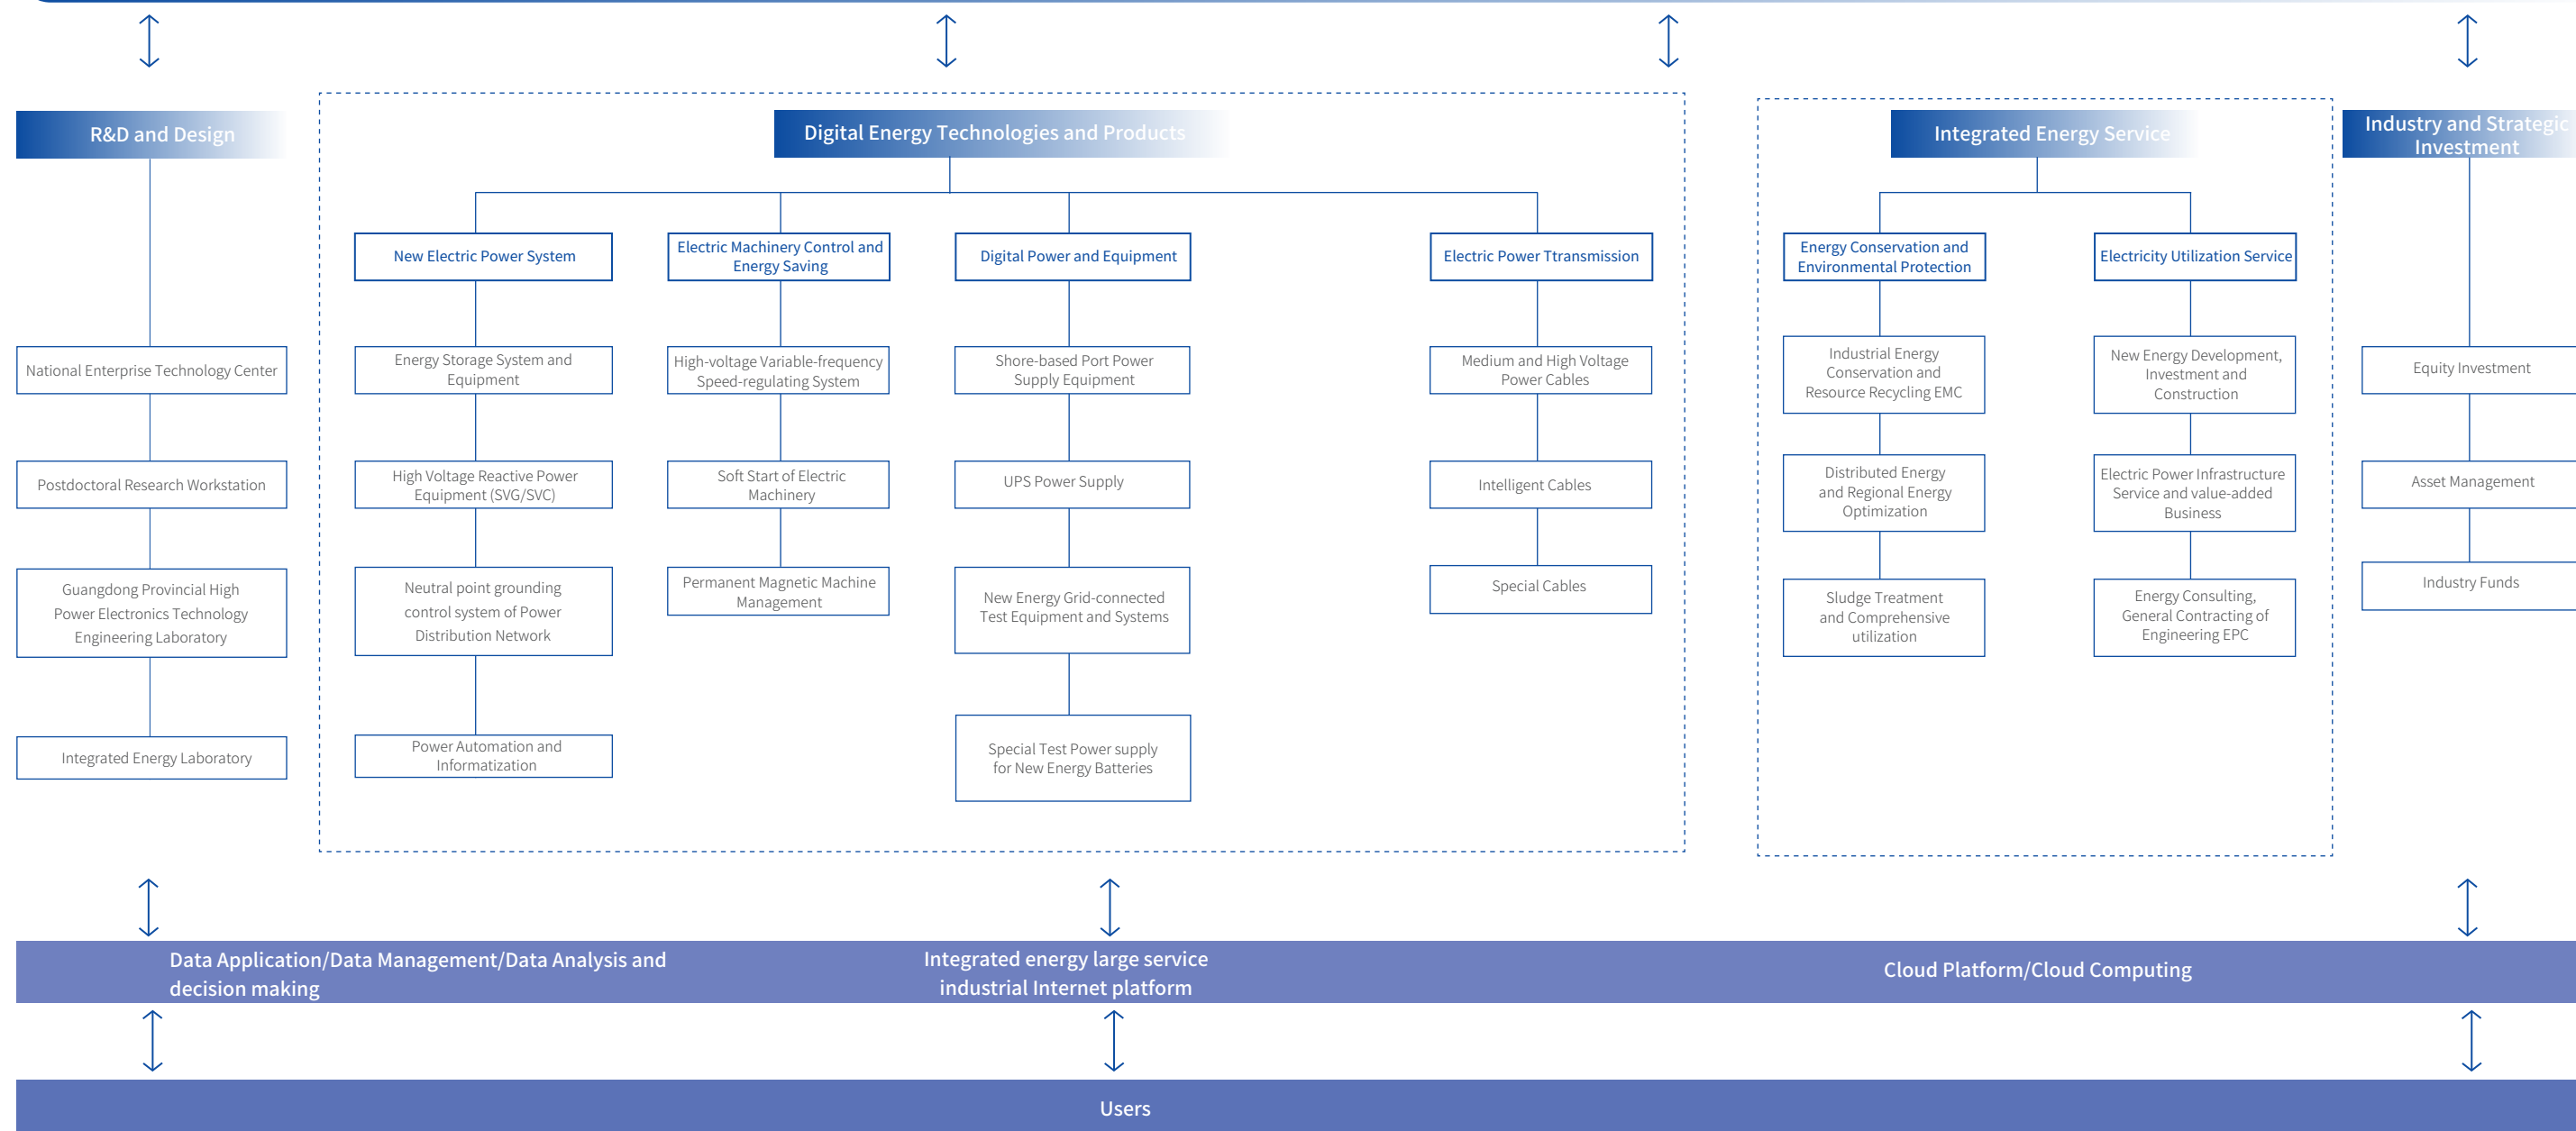 R&D and Design
National Enterprise Technology Center
Postdoctoral Research Workstation
Guangdong Provincial High
Power Electronics Technology
Engineering Laboratory
Integrated Energy Laboratory
Digital Energy Technologies and Products
New Electric Power System
Energy Storage System and
Equipment
High Voltage Reactive Power
Equipment (SVG/SVC)
Neutral point grounding
control system of Power
Distribution Network
Power Automation and
Informatization
Electric Machinery Control and
Energy Saving
High-voltage Variable-frequency
Speed-regulating System
Soft Start of Electric
Machinery
Permanent Magnetic Machine
Management
Digital Power and Equipment
Shore-based Port Power
Supply Equipment
UPS Power Supply
New Energy Grid-connected
Test Equipment and Systems
Special Test Power supply
for New Energy Batteries
Electric Power Ttransmission
Medium and High Voltage
Power Cables
Intelligent Cables
Special Cables
Integrated Energy Service
Energy Conservation and
Environmental Protection
Industrial Energy
Conservation and
Resource Recycling EMC
Distributed Energy
and Regional Energy
Optimization
Sludge Treatment
and Comprehensive
utilization
Electricity Utilization Service
New Energy Development,
Investment and
Construction
Electric Power Infrastructure
Service and value-added
Business
Energy Consulting,
General Contracting of
Engineering EPC
Industry and Strategic
Investment
Equity Investment
Asset Management
Industry Funds
Data Application/Data Management/Data Analysis and
decision making
Integrated energy large service
industrial Internet platform
Cloud Platform/Cloud Computing
Users